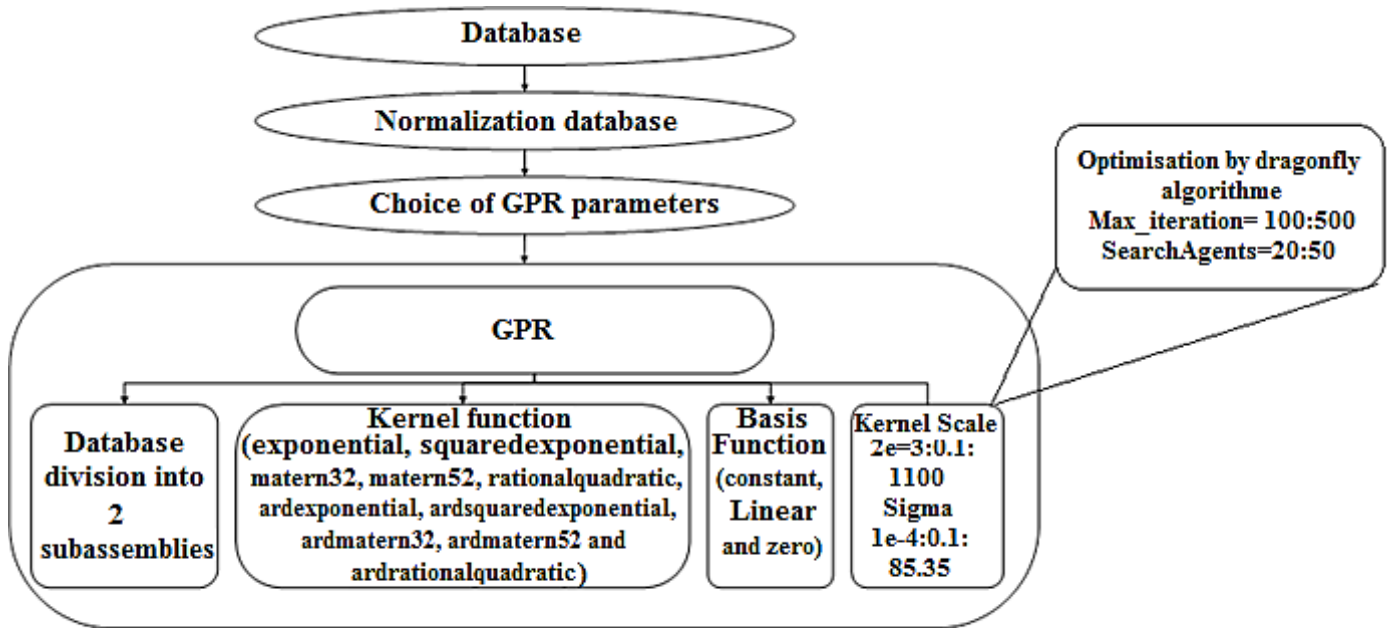 Database
Normalization database
Choice of GPR parameters
Optimisation by dragonfly
algorithme
Max_iteration= 100:500
SearchAgents=20:50
GPR
Database
division into
2
subassemblies
Kernel function
(exponential, squaredexponential,
matern32, matern52, rationalquadratic,
ardexponential, ardsquaredexponential,
ardmatern32, ardmatern52 and
ardrationalquadratic)
Basis
Function
(constant,
Linear
and zero)
Kernel Scale
2e=3:0.1:
1100
Sigma
1e-4:0.1:
85.35